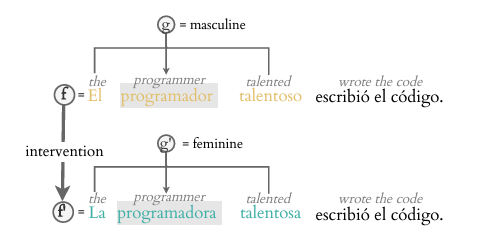 g = masculine
the programmer talented wrote the code
f = El programador talentoso escribió el código.
intervention
g' = feminine
the programmer talented wrote the code
f' = La programadora talentosa escribió el código.